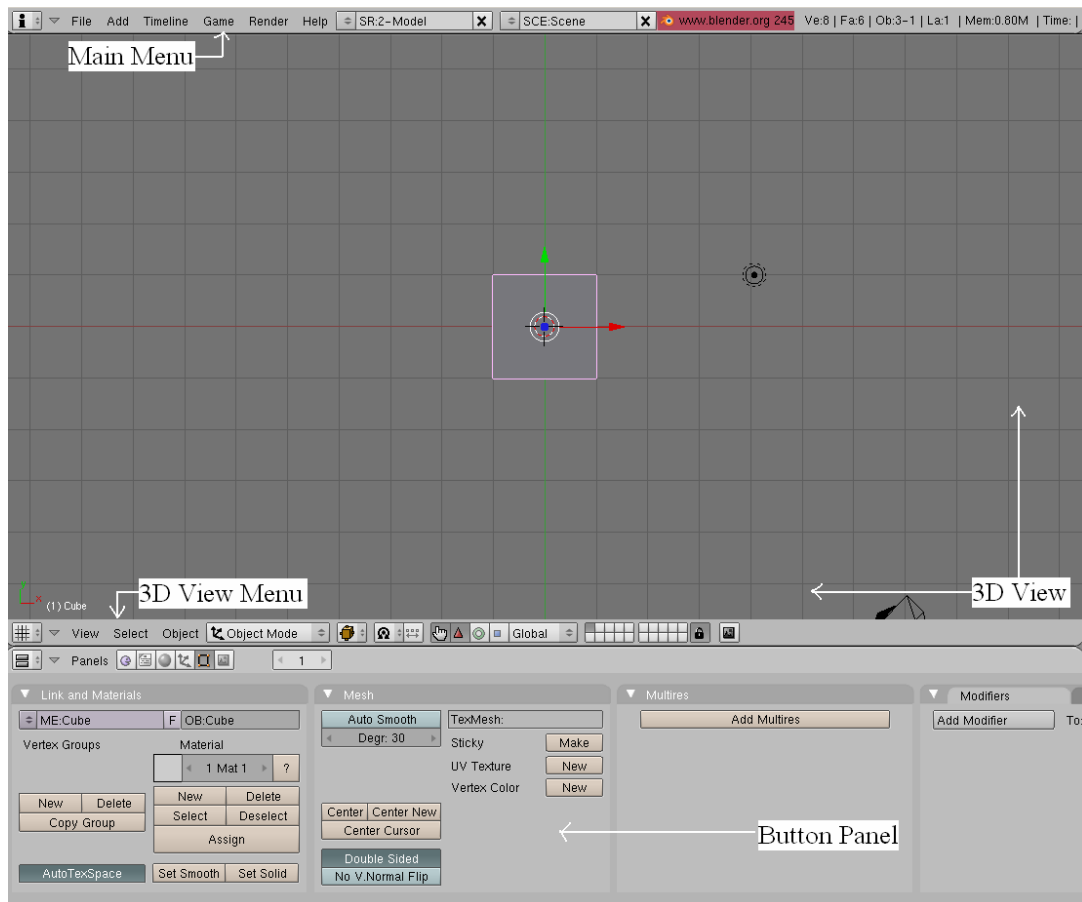 File Add Timeline Game Render Help SR:2-Model X SCE:Scene X www.blender.org 245 Ve:8 | Fa:6 | Ob:3-1 | La:1 | Mem:0.80M | Time: |
Main Menu
(1) Cube
3D View Menu
3D View
View Select Object Object Mode Global
Panels 1
Link and Materials
ME:Cube F OB:Cube
Vertex Groups Material
1 Mat 1 ?
New Delete New Delete
Copy Group Select Deselect
Assign
AutoTexSpace Set Smooth Set Solid
Mesh
Auto Smooth TexMesh:
Degr: 30 Sticky Make
UV Texture New
Vertex Color New
Center Center New
Center Cursor
Double Sided
No V.Normal Flip
Multires
Add Multires
Button Panel
Modifiers
Add Modifier To: